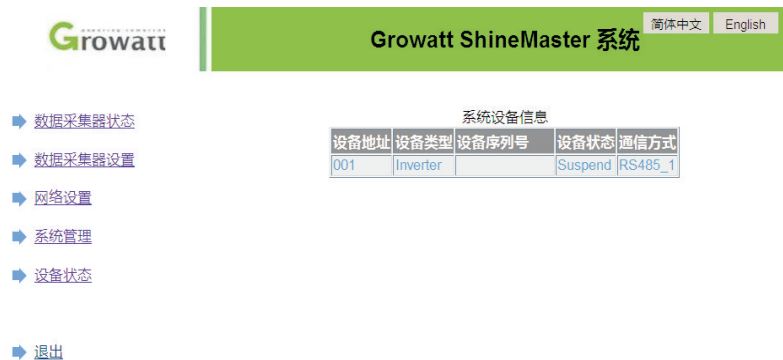 Growatt
Growatt ShineMaster 系统
简体中文 English
数据采集器状态
数据采集器设置
网络设置
系统管理
设备状态
退出
系统设备信息
设备地址 设备类型 设备序列号 设备状态 通信方式
001 Inverter Suspend RS485_1